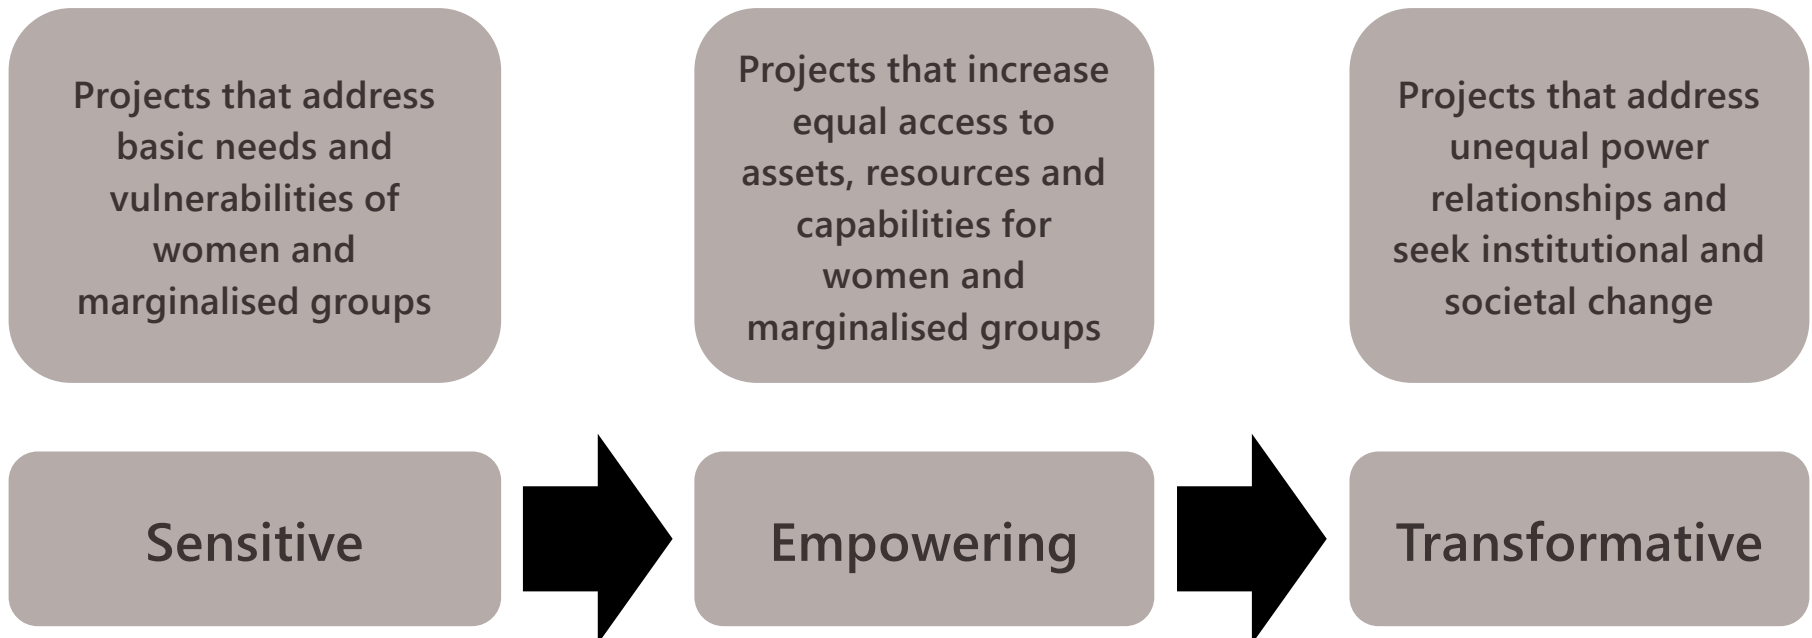 Projects that address
basic needs and
vulnerabilities of
women and
marginalised groups
Projects that increase
equal access to
assets, resources and
capabilities for
women and
marginalised groups
Projects that address
unequal power
relationships and
seek institutional and
societal change
Sensitive
Empowering
Transformative